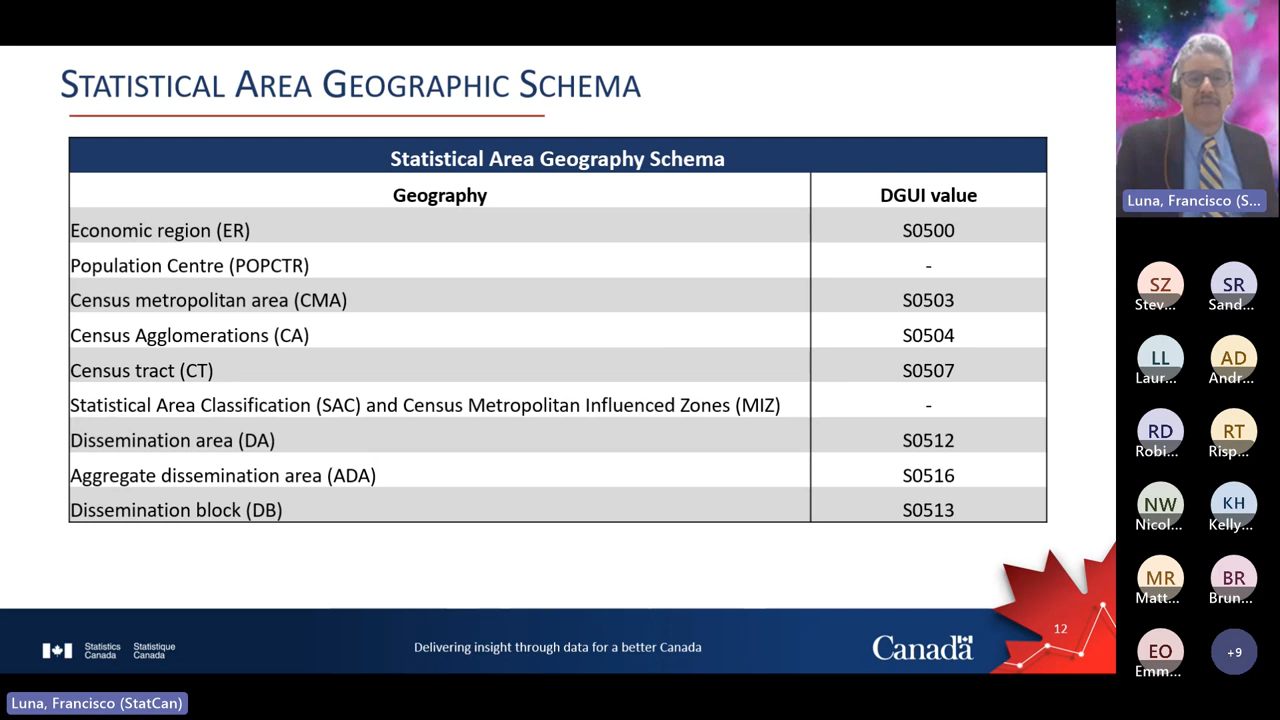 STATISTICAL AREA GEOGRAPHIC SCHEMA
Statistical Area Geography Schema
Geography DGUI value
Economic region (ER) S0500
Population Centre (POPCTR) -
Census metropolitan area (CMA) S0503
Census Agglomerations (CA) S0504
Census tract (CT) S0507
Statistical Area Classification (SAC) and Census Metropolitan Influenced Zones (MIZ) -
Dissemination area (DA) S0512
Aggregate dissemination area (ADA) S0516
Dissemination block (DB) S0513
12
Statistics Statistique
Canada Canada
Delivering insight through data for a better Canada
Canada
Luna, Francisco (StatCan)
Luna, Francisco (S...
SZ SR
Stev... Sand...
LL AD
Laur... Andr...
RD RT
Robi... Risp...
NW KH
Nicol... Kelly...
MR BR
Matt... Brun...
EO +9
Emm...